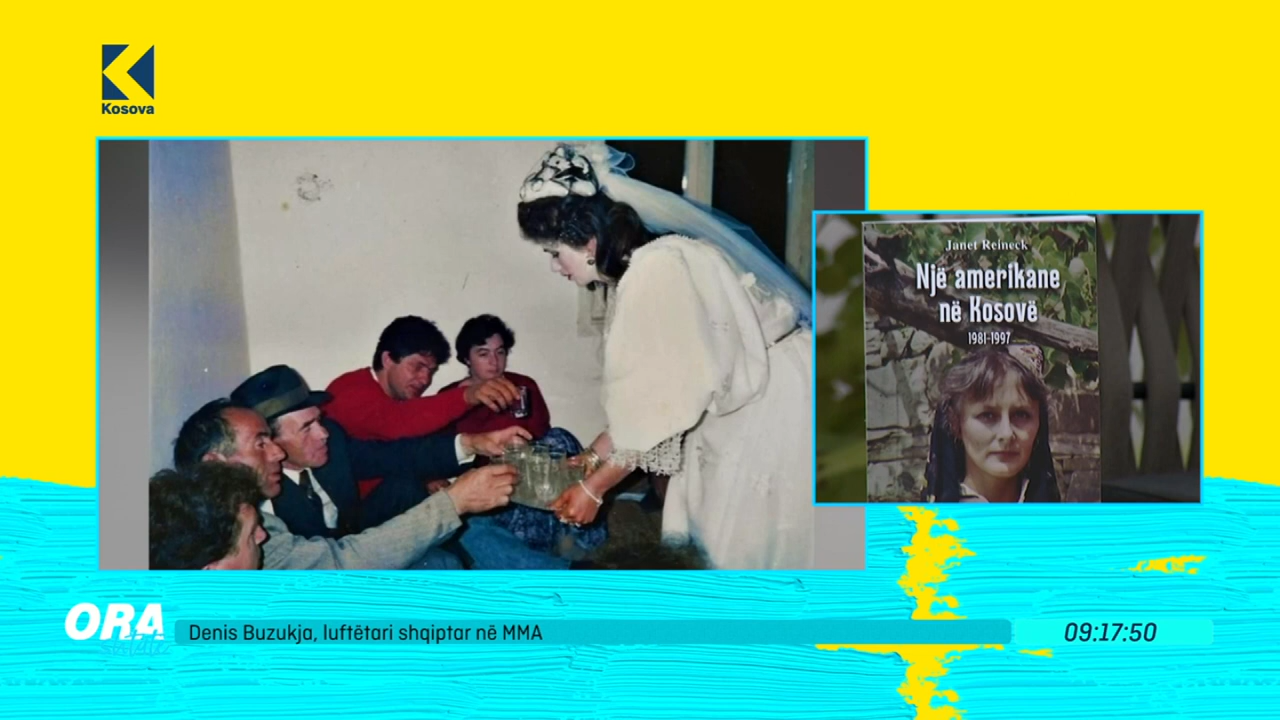 Kosova
Janet Reineck
Një amerikane
në Kosovë
1981-1997
ORA
Denis Buzukja, luftëtari shqiptar në MMA
09:17:50